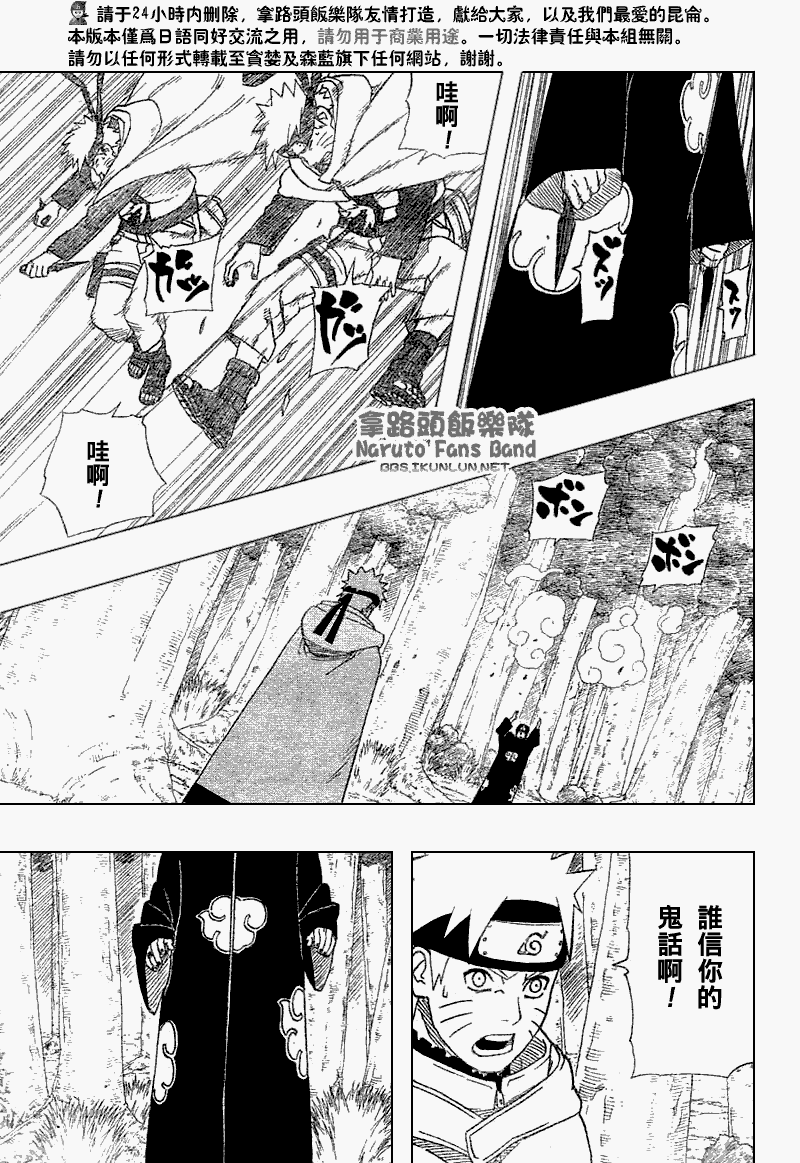 請于24小時内删除，拿路頭飯樂隊友情打造，獻給大家，以及我們最愛的昆侖。
本版本僅爲日語同好交流之用，請勿用于商業用途。一切法律責任與本組無關。
請勿以任何形式轉載至貪婪及森藍旗下任何網站，謝謝。
ズッ
スッ
哇啊！
ガッ
ガッ
哇啊！
拿路頭飯樂隊
Naruto Fans Band
BBS.IKUNLUN.NET
ボン
ボン
誰信你的
鬼話啊！